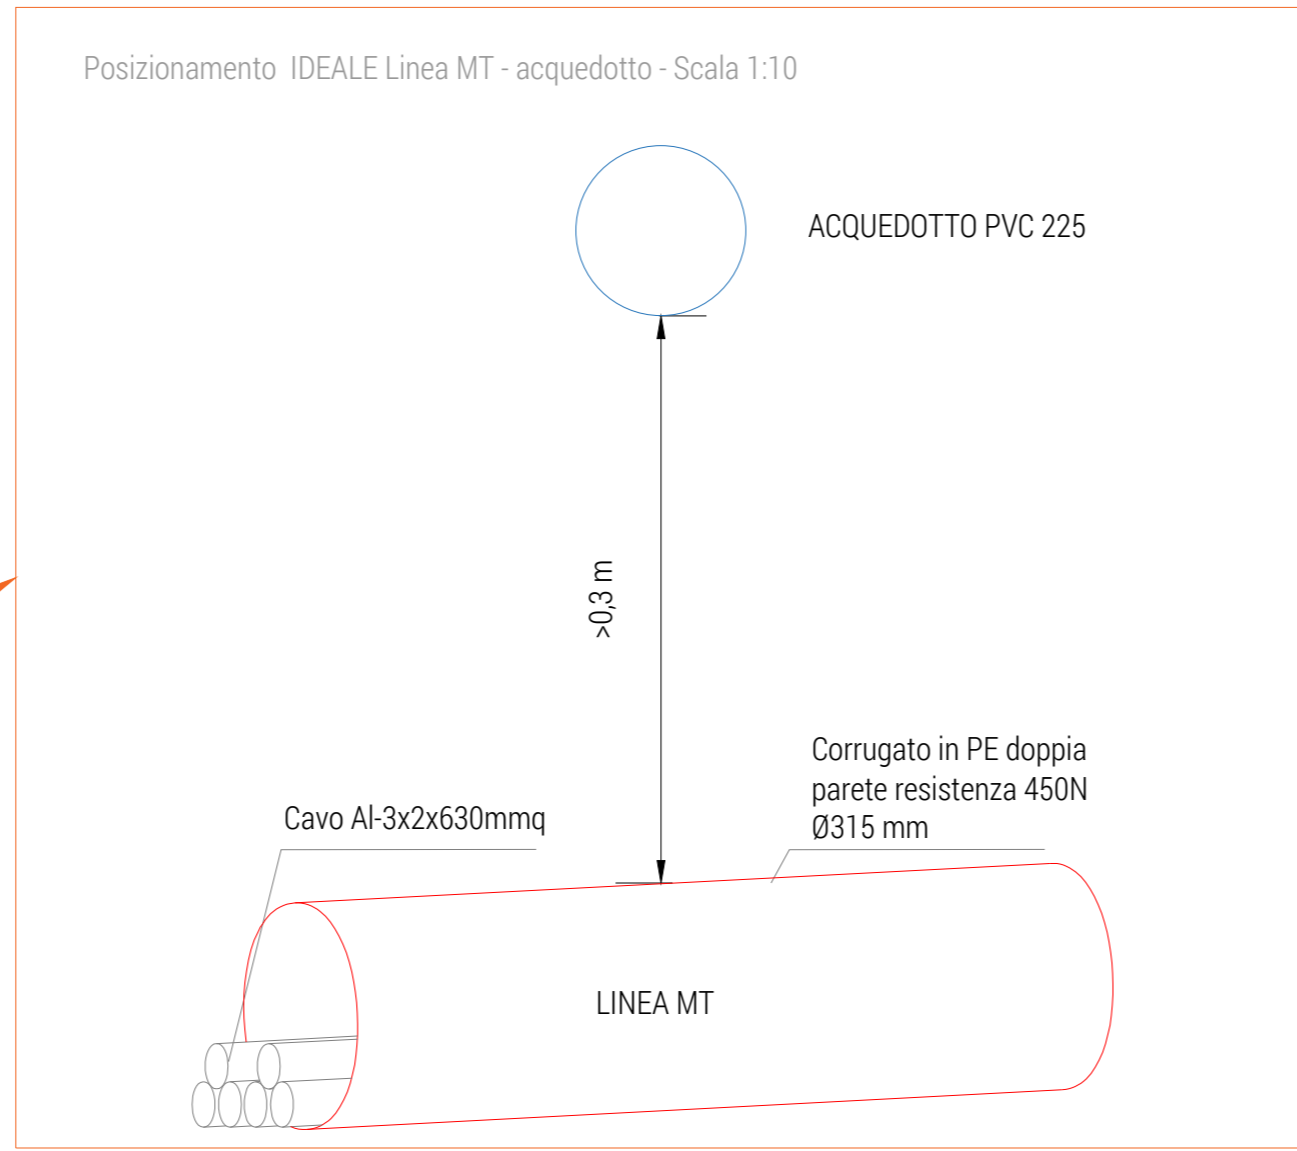 Posizionamento IDEALE Linea MT - acquedotto - Scala 1:10
ACQUEDOTTO PVC 225
>0,3 m
Corrugato in PE doppia
parete resistenza 450N
Ø315 mm
Cavo Al-3x2x630mmq
LINEA MT